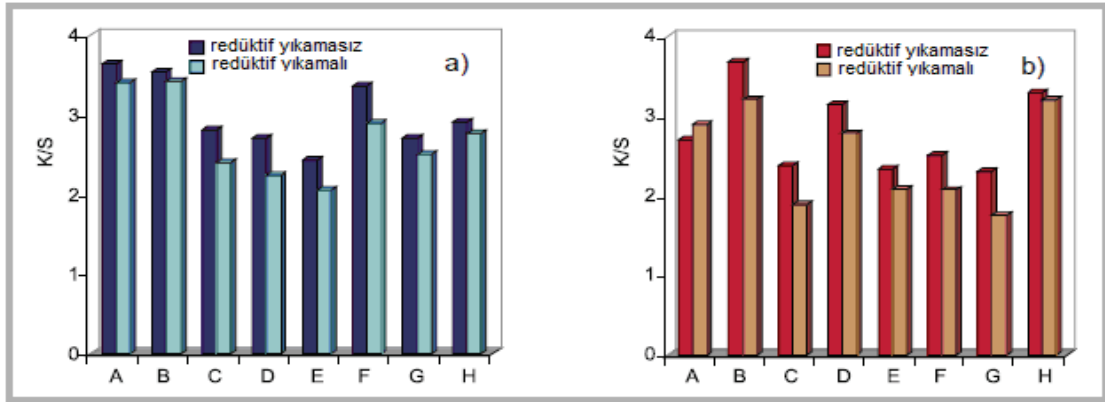 redüktif yıkamasız
redüktif yıkamalı
a)
K/S
4
3
2
1
0
A B C D E F G H
redüktif yıkamasız
redüktif yıkamalı
b)
K/S
4
3
2
1
0
A B C D E F G H